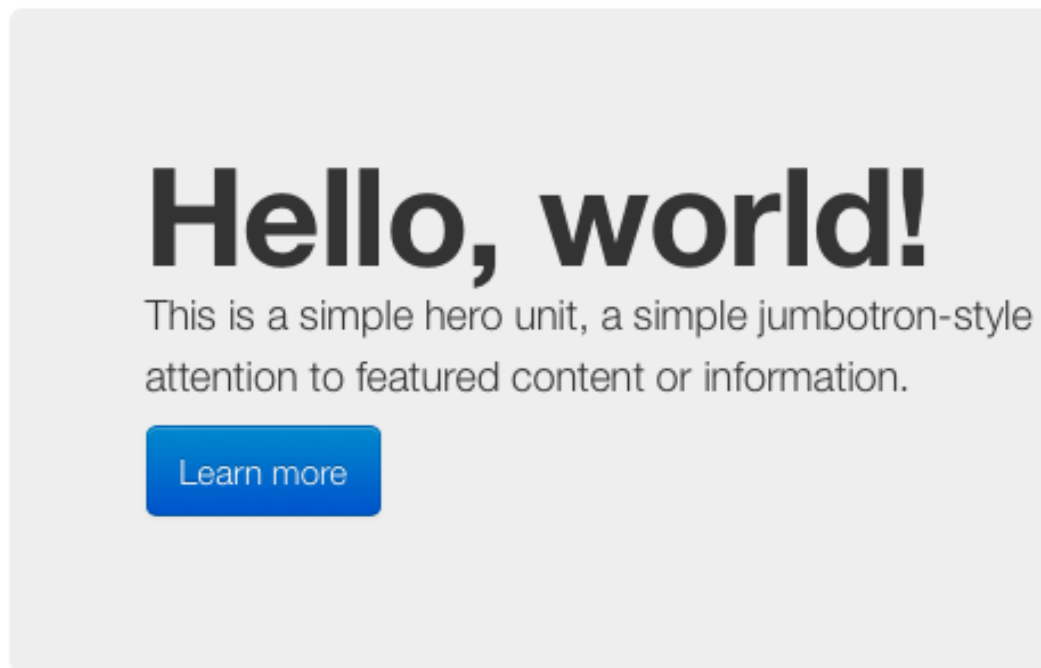 Hello, world!
This is a simple hero unit, a simple jumbotron-style
attention to featured content or information.
Learn more